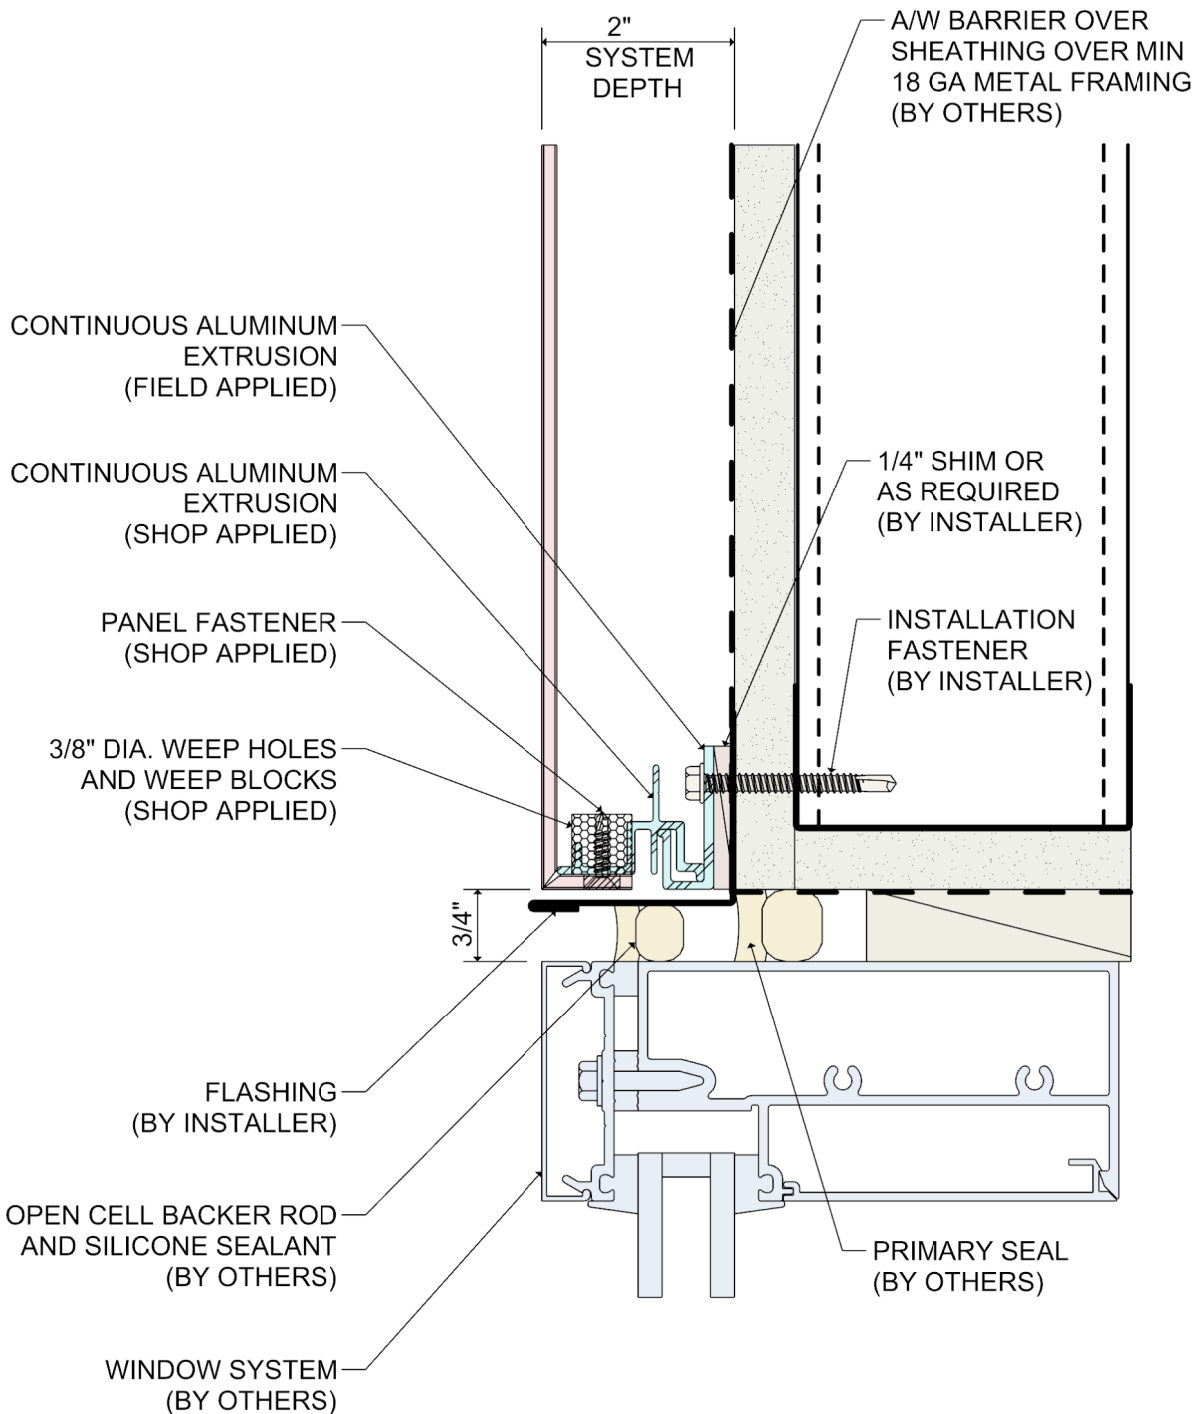 2"
SYSTEM
DEPTH
A/W BARRIER OVER
SHEATHING OVER MIN
18 GA METAL FRAMING
(BY OTHERS)
CONTINUOUS ALUMINUM
EXTRUSION
(FIELD APPLIED)
CONTINUOUS ALUMINUM
EXTRUSION
(SHOP APPLIED)
1/4" SHIM OR
AS REQUIRED
(BY INSTALLER)
PANEL FASTENER
(SHOP APPLIED)
INSTALLATION
FASTENER
(BY INSTALLER)
3/8" DIA. WEEP HOLES
AND WEEP BLOCKS
(SHOP APPLIED)
3/4"
FLASHING
(BY INSTALLER)
OPEN CELL BACKER ROD
AND SILICONE SEALANT
(BY OTHERS)
PRIMARY SEAL
(BY OTHERS)
WINDOW SYSTEM
(BY OTHERS)